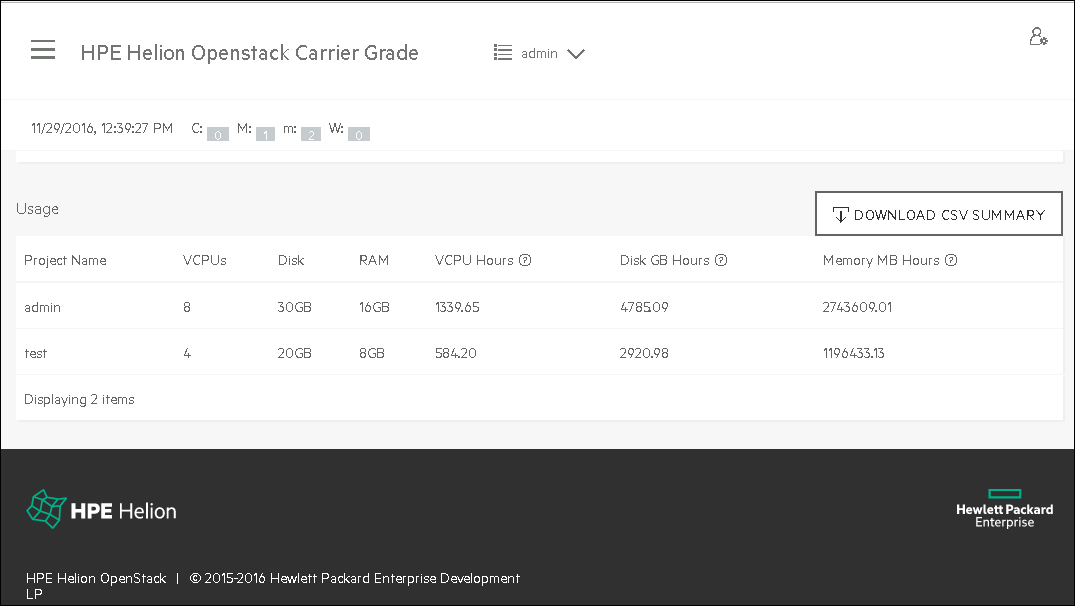 HPE Helion Openstack Carrier Grade admin
11/29/2016, 12:39:27 PM C: 0 M: 1 m: 2 W: 0
Usage
DOWNLOAD CSV SUMMARY
Project Name VCPUs Disk RAM VCPU Hours ? Disk GB Hours ? Memory MB Hours ?
admin 8 30GB 16GB 1339.65 4785.09 2743609.01
test 4 20GB 8GB 584.20 2920.98 1196433.13
Displaying 2 items
HPE Helion
Hewlett Packard
Enterprise
HPE Helion OpenStack | © 2015-2016 Hewlett Packard Enterprise Development
LP